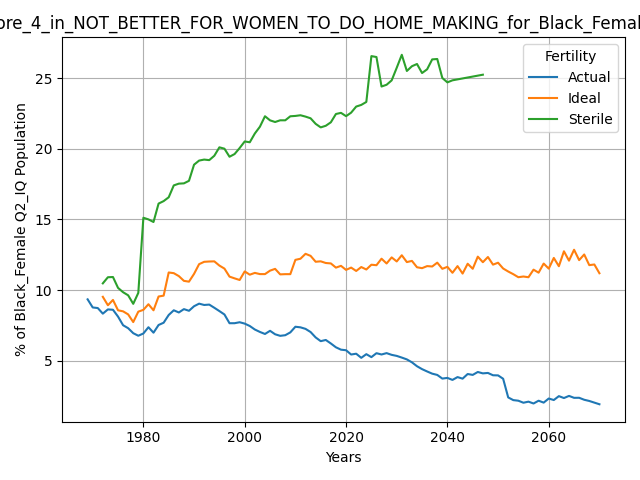 ore_4_in_NOT_BETTER_FOR_WOMEN_TO_DO_HOME_MAKING_for_Black_Femal
% of Black_Female Q2_IQ Population
25
20
15
10
5
Fertility
Actual
Ideal
Sterile
1980
2000
2020
2040
2060
Years